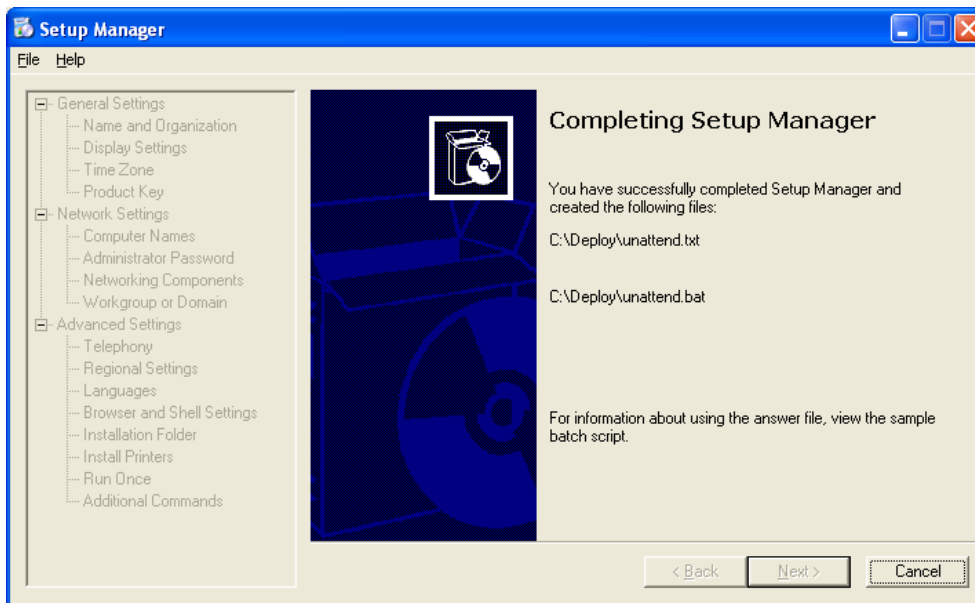 Setup Manager
File Help
General Settings
Name and Organization
Display Settings
Time Zone
Product Key
Network Settings
Computer Names
Administrator Password
Networking Components
Workgroup or Domain
Advanced Settings
Telephony
Regional Settings
Languages
Browser and Shell Settings
Installation Folder
Install Printers
Run Once
Additional Commands
Completing Setup Manager
You have successfully completed Setup Manager and
created the following files:
C:\Deploy\unattend.txt
C:\Deploy\unattend.bat
For information about using the answer file, view the sample
batch script.
< Back Next > Cancel